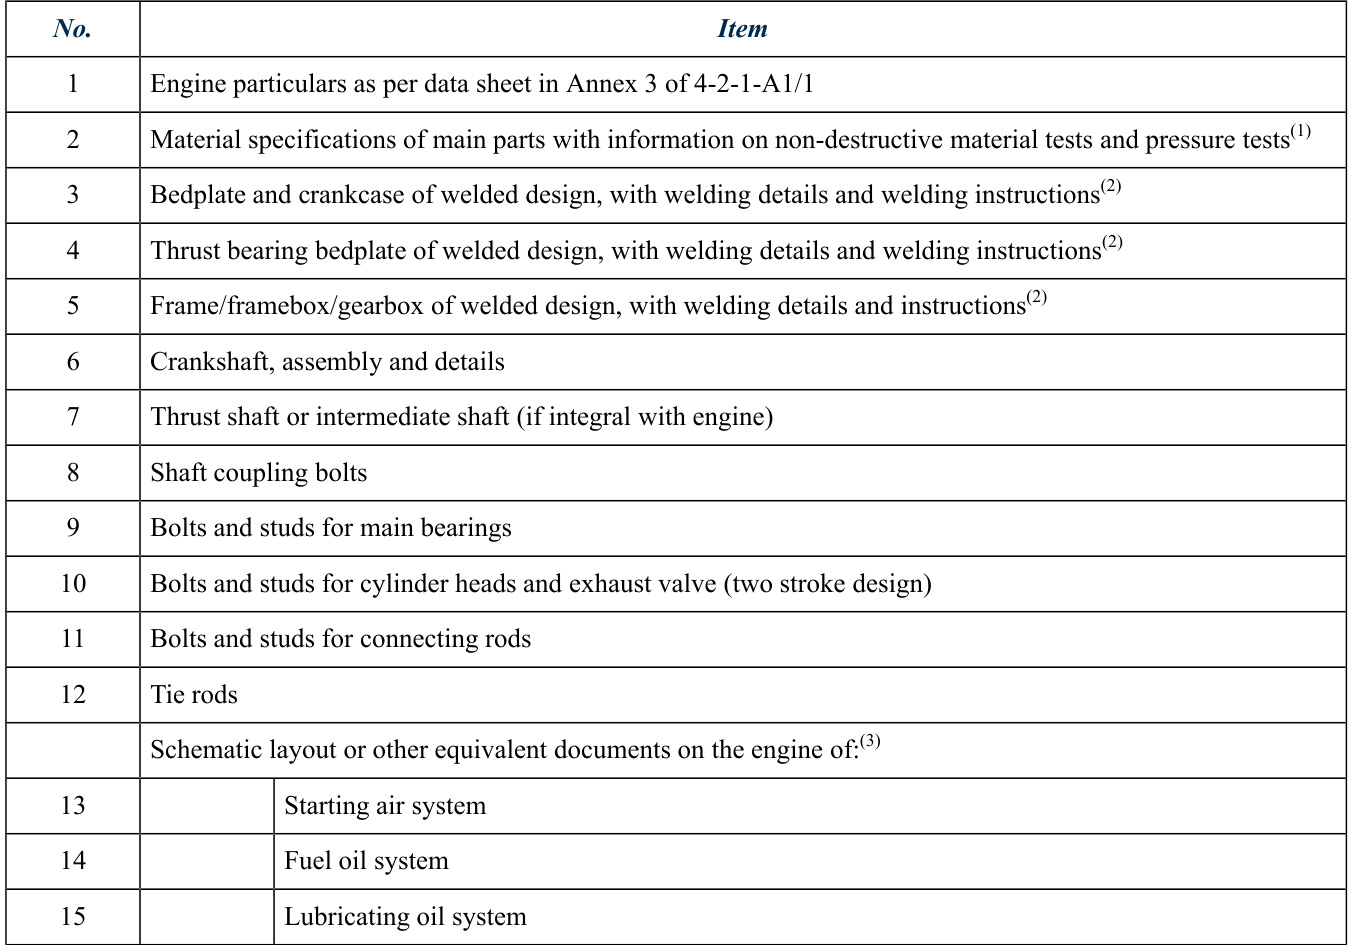 No. Item
1 Engine particulars as per data sheet in Annex 3 of 4-2-1-A1/1
2 Material specifications of main parts with information on non-destructive material tests and pressure tests(1)
3 Bedplate and crankcase of welded design, with welding details and welding instructions(2)
4 Thrust bearing bedplate of welded design, with welding details and welding instructions(2)
5 Frame/framebox/gearbox of welded design, with welding details and instructions(2)
6 Crankshaft, assembly and details
7 Thrust shaft or intermediate shaft (if integral with engine)
8 Shaft coupling bolts
9 Bolts and studs for main bearings
10 Bolts and studs for cylinder heads and exhaust valve (two stroke design)
11 Bolts and studs for connecting rods
12 Tie rods
Schematic layout or other equivalent documents on the engine of:(3)
13 Starting air system
14 Fuel oil system
15 Lubricating oil system